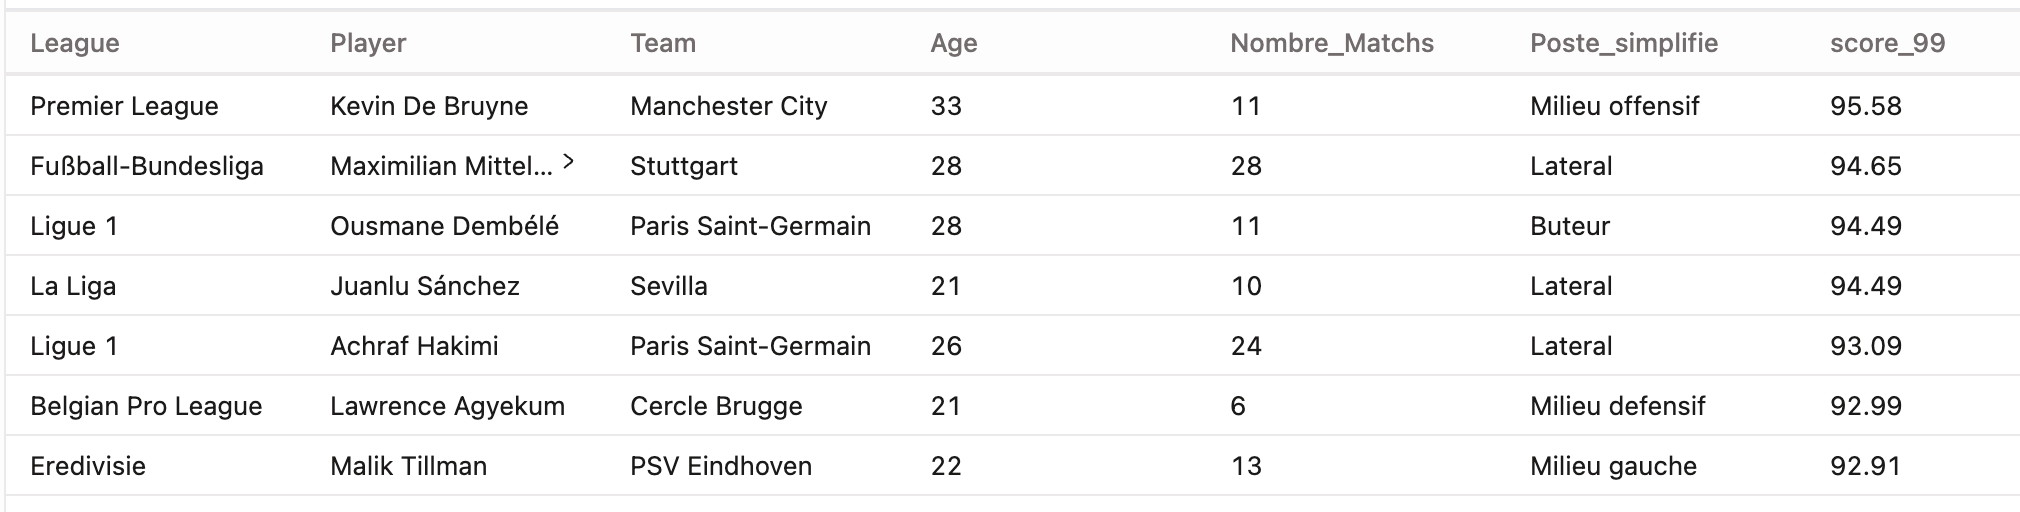 League Player Team Age Nombre_Matchs Poste_simplifie score_99
Premier League Kevin De Bruyne Manchester City 33 11 Milieu offensif 95.58
Fußball-Bundesliga Maximilian Mittel... > Stuttgart 28 28 Lateral 94.65
Ligue 1 Ousmane Dembélé Paris Saint-Germain 28 11 Buteur 94.49
La Liga Juanlu Sánchez Sevilla 21 10 Lateral 94.49
Ligue 1 Achraf Hakimi Paris Saint-Germain 26 24 Lateral 93.09
Belgian Pro League Lawrence Agyekum Cercle Brugge 21 6 Milieu defensif 92.99
Eredivisie Malik Tillman PSV Eindhoven 22 13 Milieu gauche 92.91